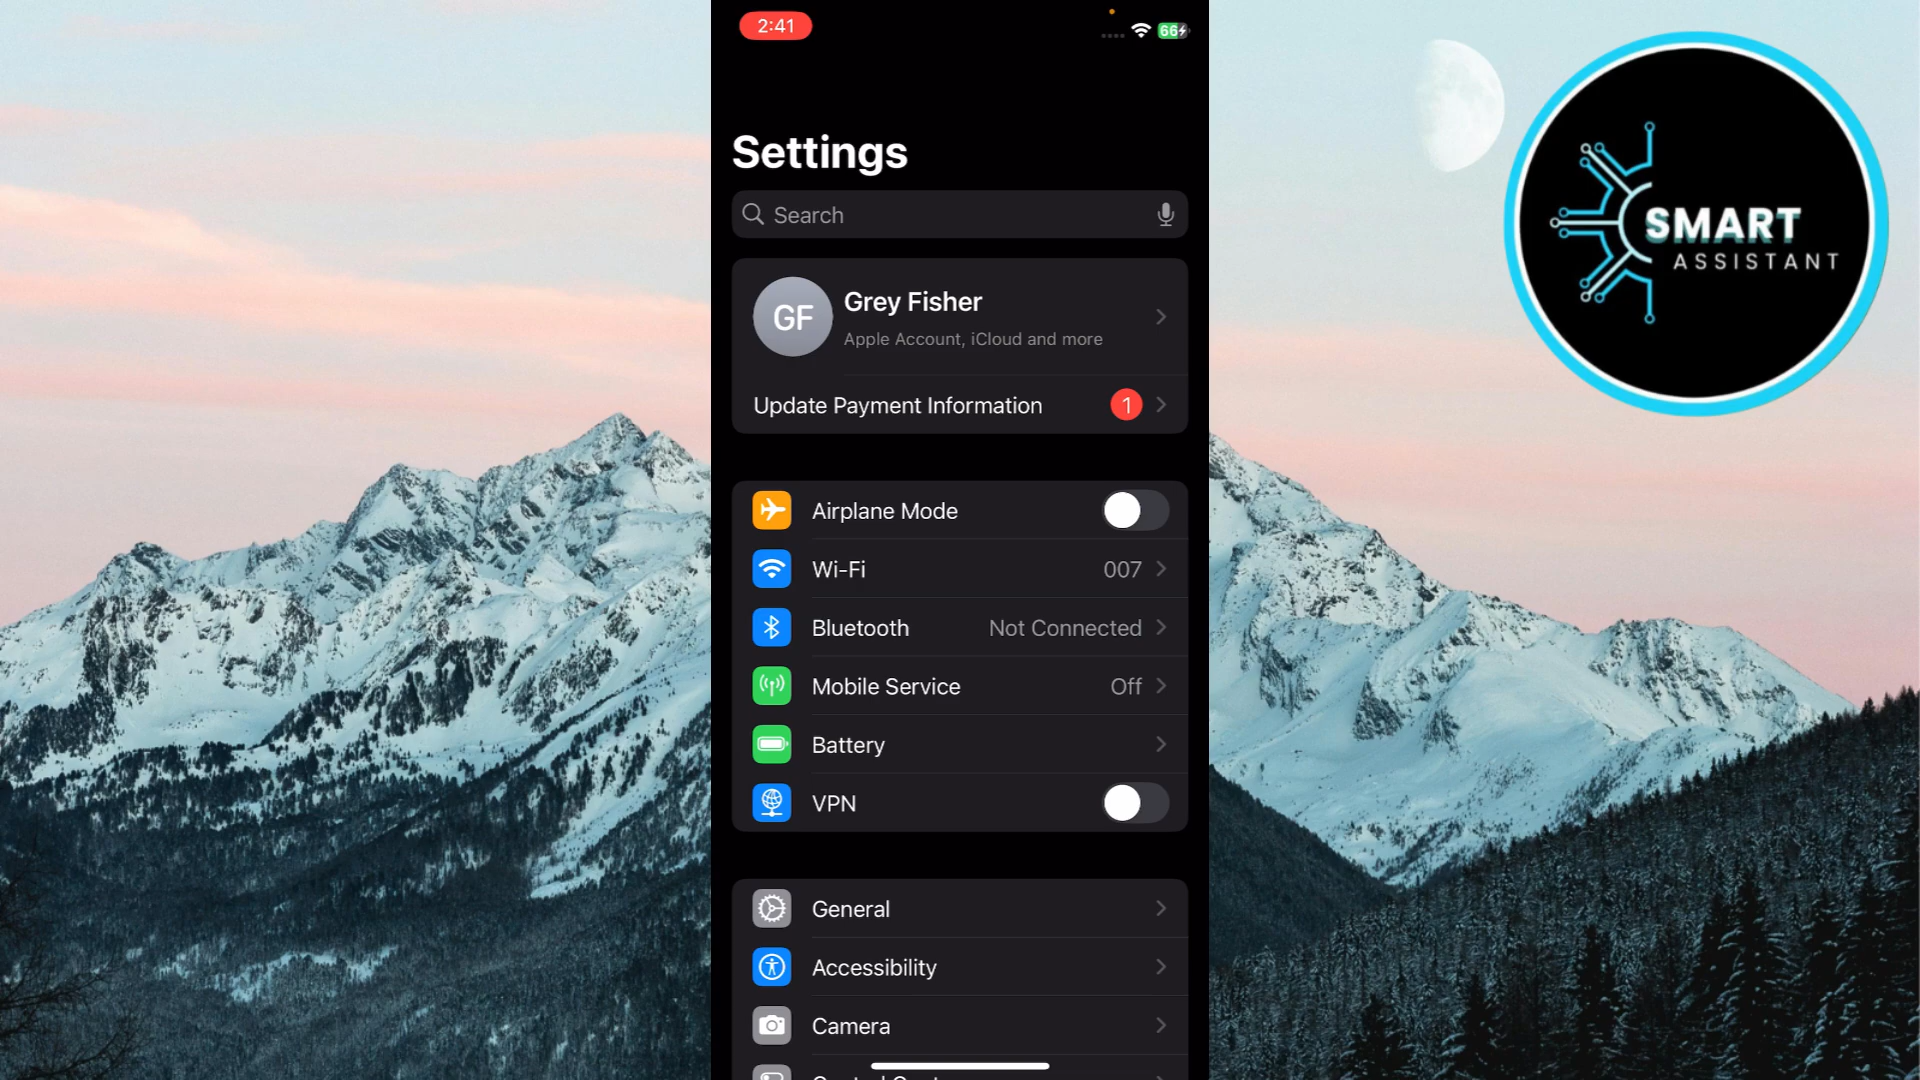 2:41
66
Settings
Search
GF
Grey Fisher
Apple Account, iCloud and more
Update Payment Information
1
Airplane Mode
Wi-Fi
007
Bluetooth
Not Connected
Mobile Service
Off
Battery
VPN
General
Accessibility
Camera
SMART
ASSISTANT